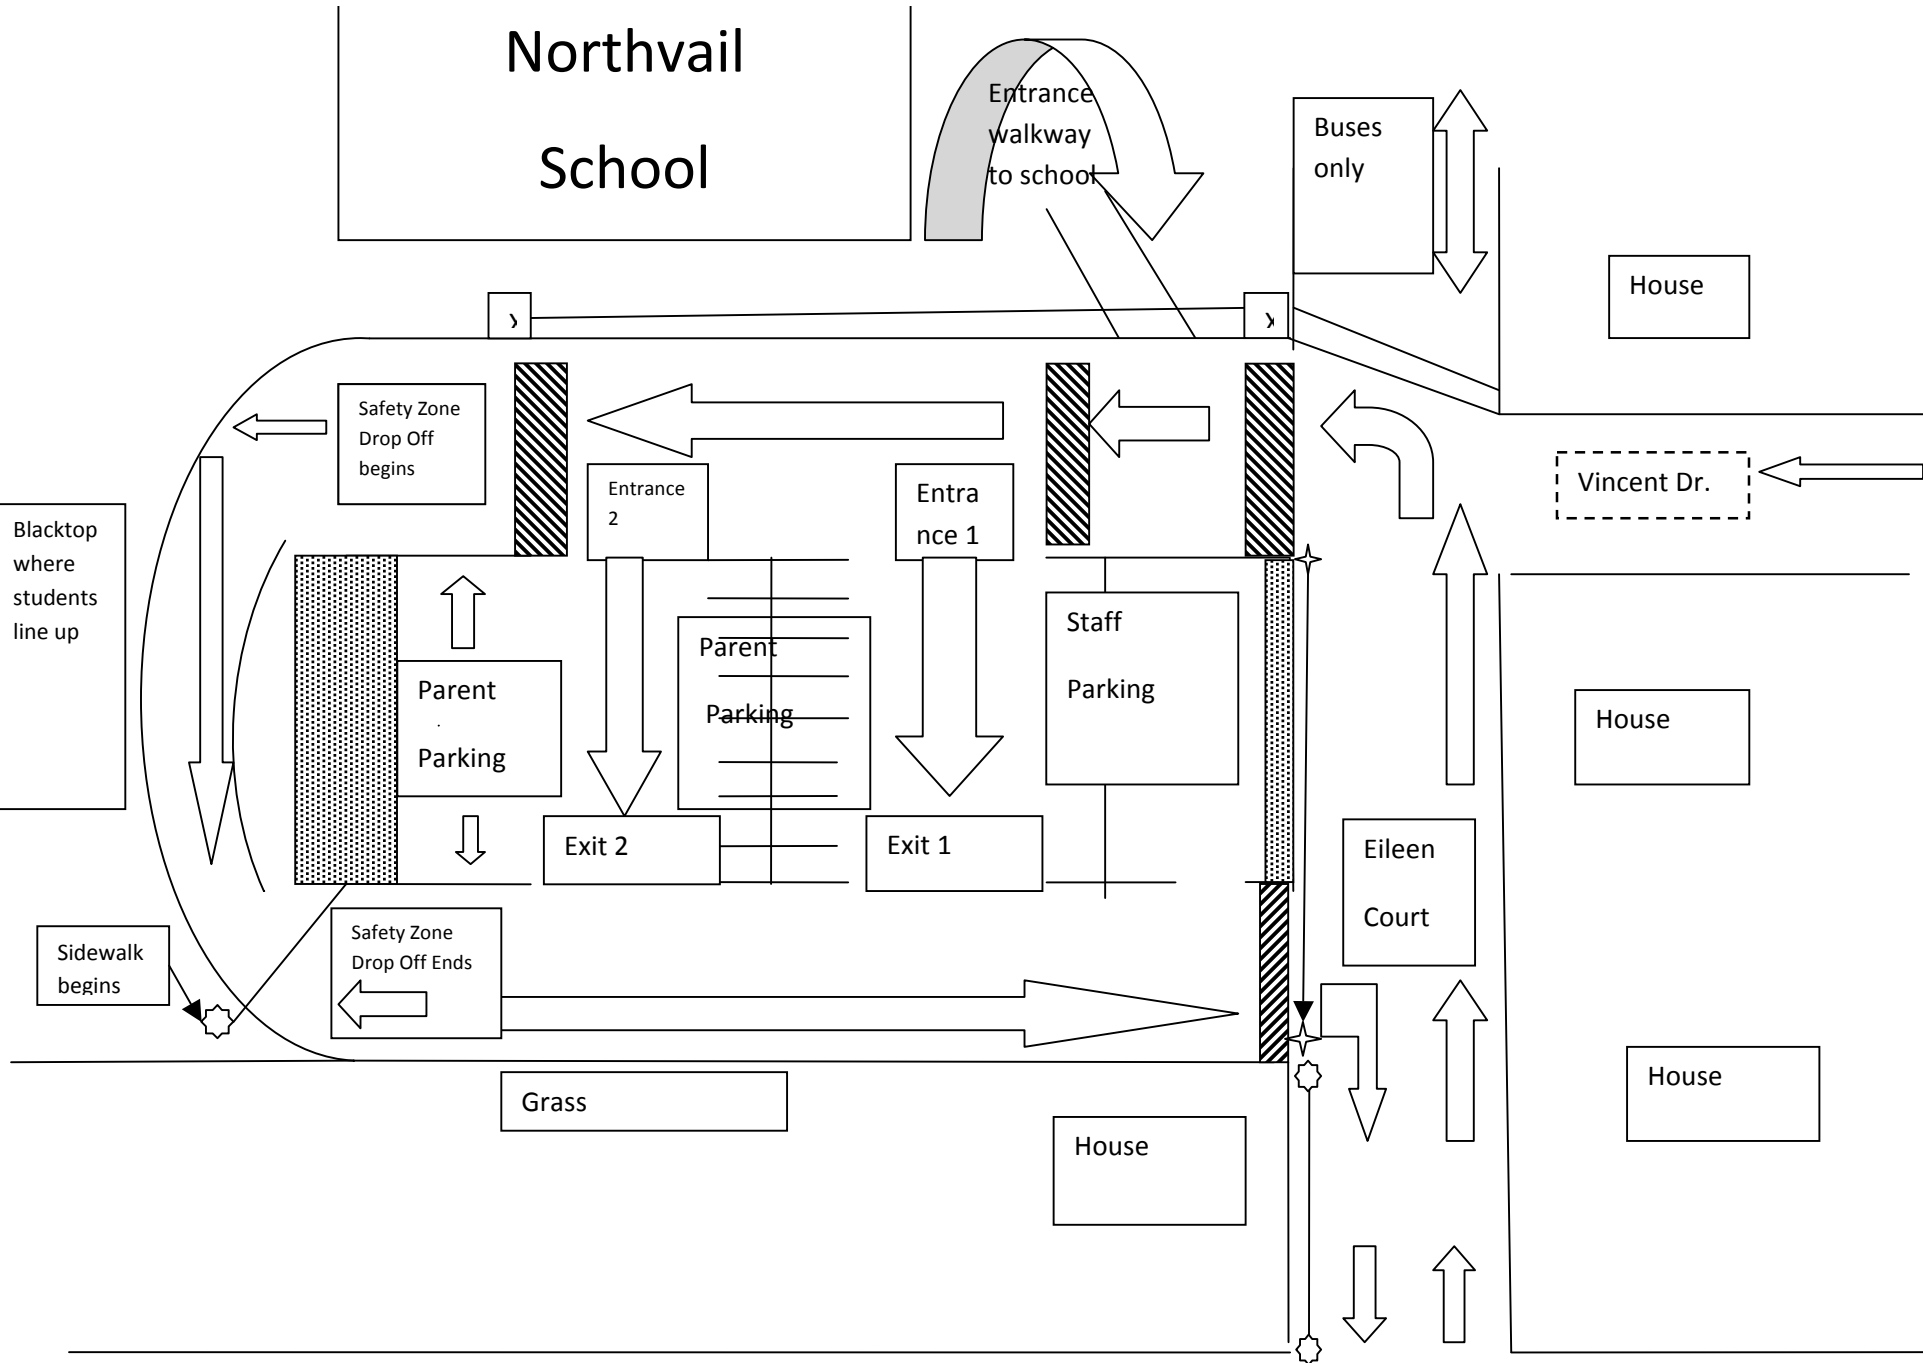 Northvail
School
Entrance
walkway
to school
Buses
only
House
Safety Zone
Drop Off
begins
Entrance
2
Entra
nce 1
Vincent Dr.
Blacktop
where
students
line up
Parent
Parking
Parent
Parking
Staff
Parking
House
Exit 2
Exit 1
Eileen
Court
Sidewalk
begins
Safety Zone
Drop Off Ends
Grass
House
House